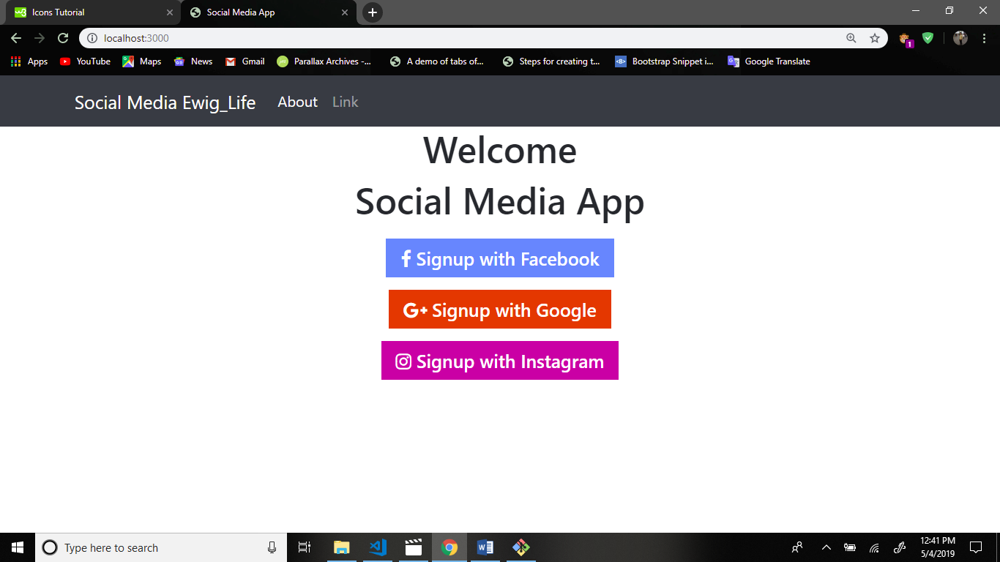 Icons Tutorial
Social Media App
localhost:3000
1
Apps
YouTube
Maps
News
Gmail
Parallax Archives -...
A demo of tabs of...
Steps for creating t...
Bootstrap Snippet i...
Google Translate
Social Media Ewig_Life
About
Link
Welcome
Social Media App
Signup with Facebook
Signup with Google
Signup with Instagram
Type here to search
12:41 PM
5/4/2019